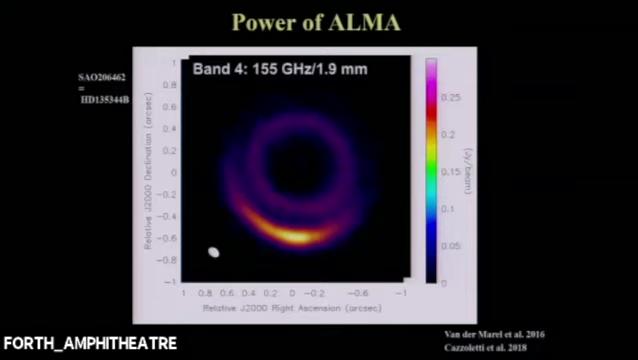 Power of ALMA
SAO206462
=
HD135344B
Band 4: 155 GHz/1.9 mm
Relative J2000 Declination (arcsec)
1
0.8
0.6
0.4
0.2
0
−0.2
−0.4
−0.6
−0.8
−1
1 0.8 0.6 0.4 0.2 0 −0.2 −0.6 −1
Relative J2000 Right Ascension (arcsec)
0.25
0.2
0.15
0.1
0.05
0
(Jy/beam)
Van der Marel et al. 2016
Cazzoletti et al. 2018
FORTH_AMPHITHEATRE